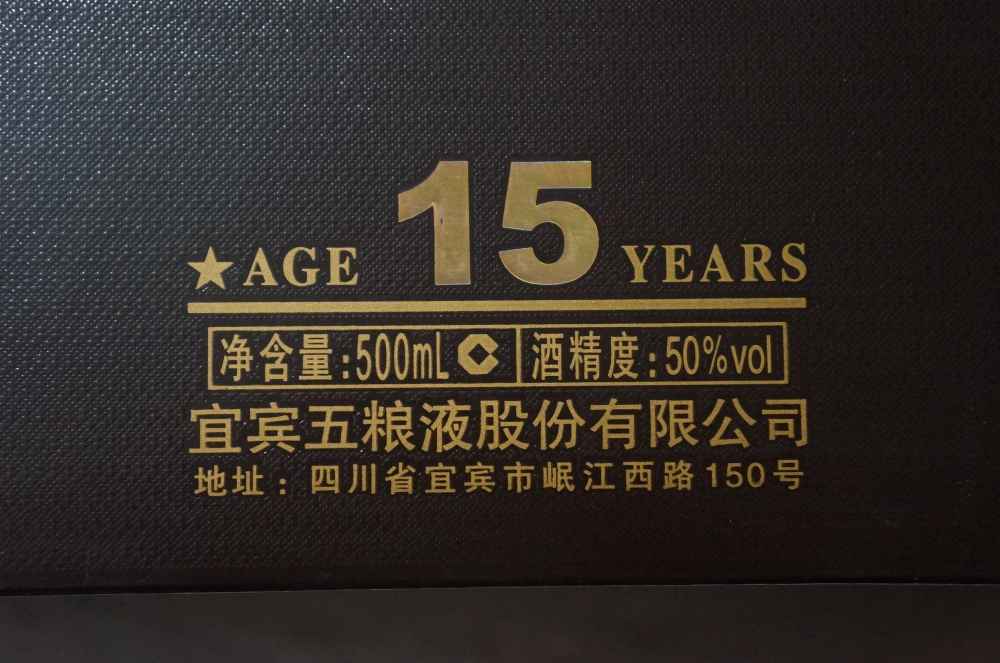 ★AGE 15 YEARS
净含量:500mL 酒精度:50%vol
宜宾五粮液股份有限公司
地址:四川省宜宾市岷江西路150号